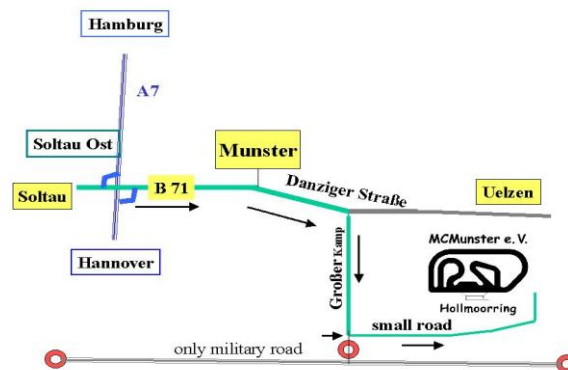 Hamburg
A7
Soltau Ost
Munster
Soltau
B 71
Danziger Straße
Uelzen
Hannover
Großer Kamp
MCMunster e. V.
Hollmoorring
small road
only military road